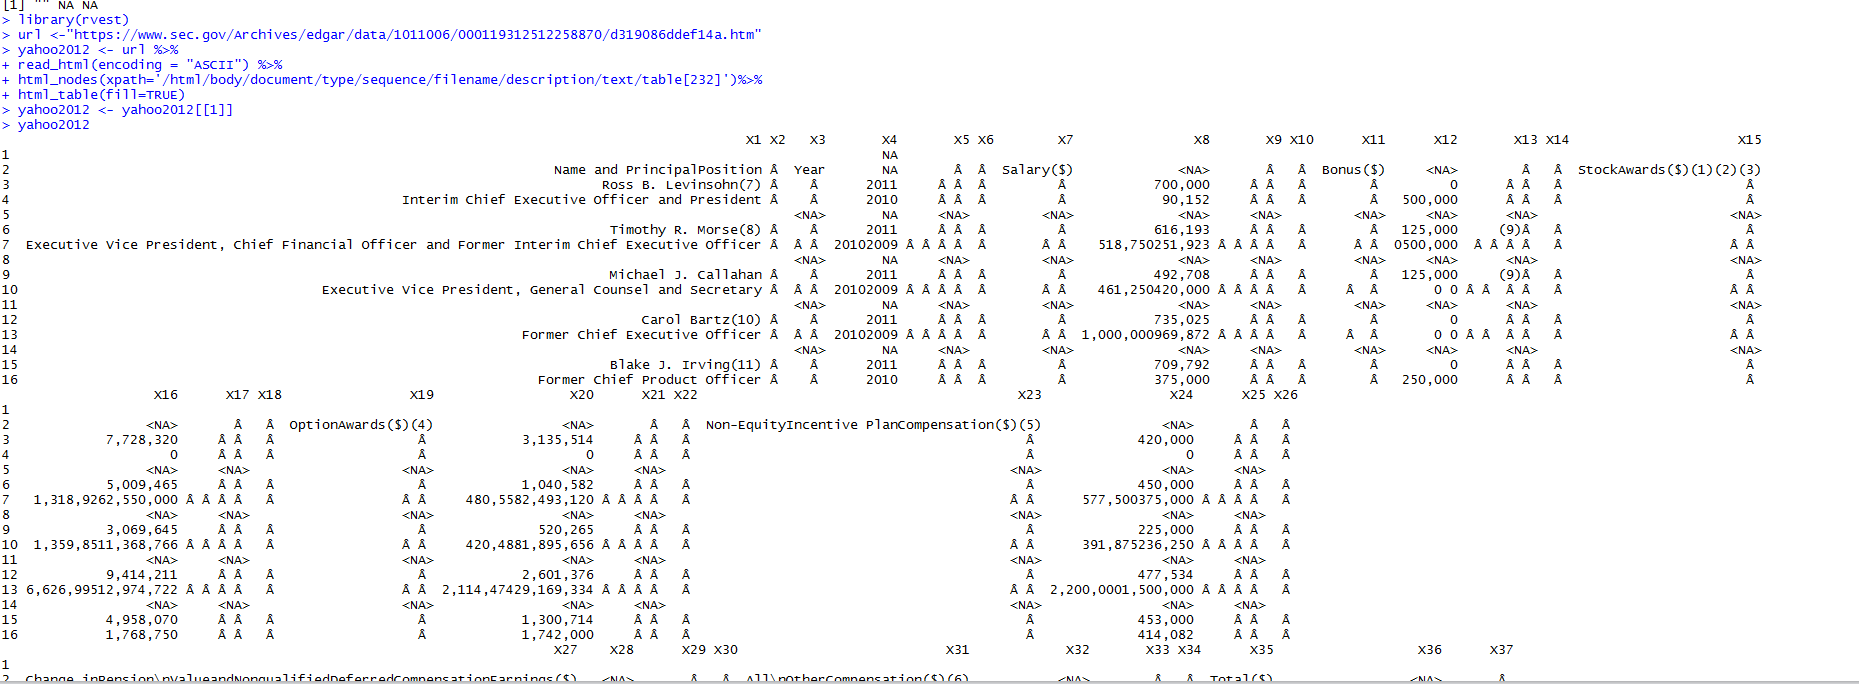 [1] "" NA NA
> library(rvest)
> url <-"https://www.sec.gov/Archives/edgar/data/1011006/000119312512258870/d319086ddef14a.htm"
> yahoo2012 <- url %>%
+ read_html(encoding = "ASCII") %>%
+ html_nodes(xpath='/html/body/document/type/sequence/filename/description/text/table[232]')%>%
+ html_table(fill=TRUE)
> yahoo2012 <- yahoo2012[[1]]
> yahoo2012
X1 X2 X3 X4 X5 X6 X7 X8 X9 X10 X11 X12 X13 X14 X15
1 NA
2 Name and PrincipalPosition Â Year NA Â Â Salary($) <NA> Â Â Bonus($) <NA> Â Â StockAwards($)(1)(2)(3)
3 Ross B. Levinsohn(7) Â Â 2011 Â Â Â Â 700,000 Â Â Â Â 0 Â Â Â Â
4 Interim Chief Executive Officer and President Â Â 2010 Â Â Â Â 90,152 Â Â Â Â 500,000 Â Â Â Â
5 <NA> NA <NA> <NA> <NA> <NA> <NA> <NA> <NA> <NA>
6 Timothy R. Morse(8) Â Â 2011 Â Â Â Â 616,193 Â Â Â Â 125,000 (9)Â Â Â
7 Executive Vice President, Chief Financial Officer and Former Interim Chief Executive Officer Â Â Â 20102009 Â Â Â Â Â Â Â 518,750251,923 Â Â Â Â Â Â Â 0500,000 Â Â Â Â Â Â Â
8 <NA> NA <NA> <NA> <NA> <NA> <NA> <NA> <NA> <NA>
9 Michael J. Callahan Â Â 2011 Â Â Â Â 492,708 Â Â Â Â 125,000 (9)Â Â Â
10 Executive Vice President, General Counsel and Secretary Â Â Â 20102009 Â Â Â Â Â Â Â 461,250420,000 Â Â Â Â Â Â Â 0 0 Â Â Â Â Â Â Â
11 <NA> NA <NA> <NA> <NA> <NA> <NA> <NA> <NA> <NA>
12 Carol Bartz(10) Â Â 2011 Â Â Â Â 735,025 Â Â Â Â 0 Â Â Â Â
13 Former Chief Executive Officer Â Â Â 20102009 Â Â Â Â Â Â Â 1,000,000969,872 Â Â Â Â Â Â Â 0 0 Â Â Â Â Â Â Â
14 <NA> NA <NA> <NA> <NA> <NA> <NA> <NA> <NA> <NA>
15 Blake J. Irving(11) Â Â 2011 Â Â Â Â 709,792 Â Â Â Â 0 Â Â Â Â
16 Former Chief Product Officer Â Â 2010 Â Â Â Â 375,000 Â Â Â Â 250,000 Â Â Â Â
X16 X17 X18 X19 X20 X21 X22 X23 X24 X25 X26
1
2 <NA> Â Â OptionAwards($)(4) <NA> Â Â Non-EquityIncentive PlanCompensation($)(5) <NA> Â Â
3 7,728,320 Â Â Â Â 3,135,514 Â Â Â Â 420,000 Â Â Â
4 0 Â Â Â Â 0 Â Â Â Â 0 Â Â Â
5 <NA> <NA> <NA> <NA> <NA> <NA> <NA> <NA>
6 5,009,465 Â Â Â Â 1,040,582 Â Â Â Â 450,000 Â Â Â
7 1,318,9262,550,000 Â Â Â Â Â Â Â 480,5582,493,120 Â Â Â Â Â Â Â 577,500375,000 Â Â Â Â Â
8 <NA> <NA> <NA> <NA> <NA> <NA> <NA> <NA>
9 3,069,645 Â Â Â Â 520,265 Â Â Â Â 225,000 Â Â Â
10 1,359,8511,368,766 Â Â Â Â Â Â Â 420,4881,895,656 Â Â Â Â Â Â Â 391,875236,250 Â Â Â Â Â
11 <NA> <NA> <NA> <NA> <NA> <NA> <NA> <NA>
12 9,414,211 Â Â Â Â 2,601,376 Â Â Â Â 477,534 Â Â Â
13 6,626,99512,974,722 Â Â Â Â Â Â Â 2,114,47429,169,334 Â Â Â Â Â Â Â 2,200,0001,500,000 Â Â Â Â Â
14 <NA> <NA> <NA> <NA> <NA> <NA> <NA> <NA>
15 4,958,070 Â Â Â Â 1,300,714 Â Â Â Â 453,000 Â Â Â
16 1,768,750 Â Â Â Â 1,742,000 Â Â Â Â 414,082 Â Â Â
X27 X28 X29 X30 X31 X32 X33 X34 X35 X36 X37
1
2 Change inPension\nValueandNonqualifiedDeferredCompensationEarnings($) <NA> Â Â All\nOtherCompensation($)(6) <NA> Â Â Total($) <NA> Â